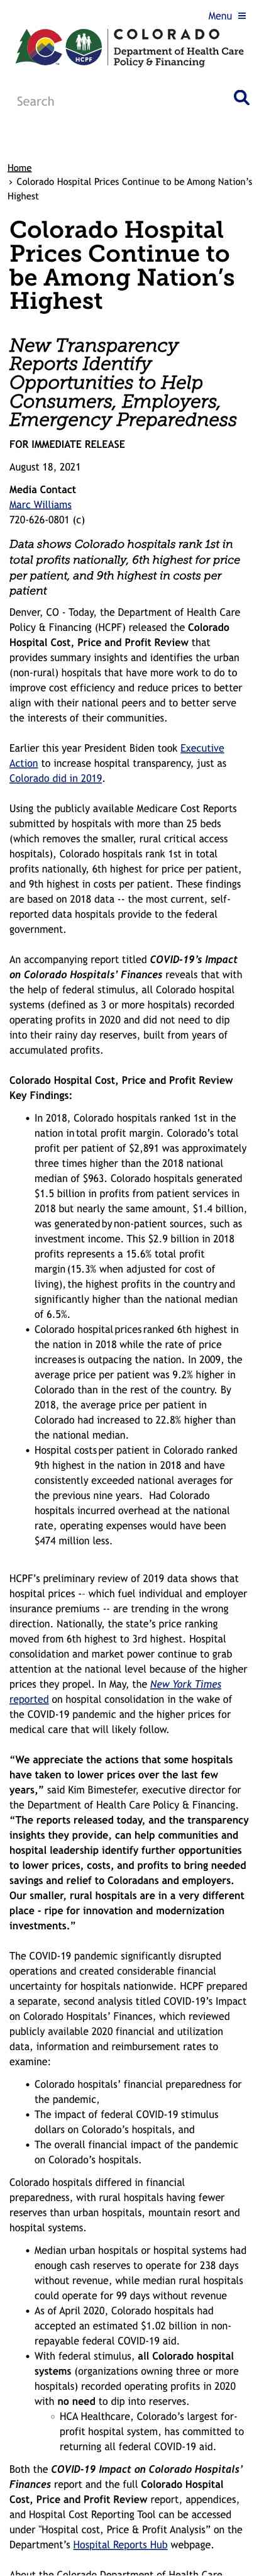 Menu ≡
COLORADO
Department of Health Care
Policy & Financing
HCPF
Search
Home
› Colorado Hospital Prices Continue to be Among Nation’s
Highest
Colorado Hospital
Prices Continue to
be Among Nation’s
Highest
New Transparency
Reports Identify
Opportunities to Help
Consumers, Employers,
Emergency Preparedness
FOR IMMEDIATE RELEASE
August 18, 2021
Media Contact
Marc Williams
720-626-0801 (c)
Data shows Colorado hospitals rank 1st in
total profits nationally, 6th highest for price
per patient, and 9th highest in costs per
patient
Denver, CO - Today, the Department of Health Care
Policy & Financing (HCPF) released the Colorado
Hospital Cost, Price and Profit Review that
provides summary insights and identifies the urban
(non-rural) hospitals that have more work to do to
improve cost efficiency and reduce prices to better
align with their national peers and to better serve
the interests of their communities.
Earlier this year President Biden took Executive
Action to increase hospital transparency, just as
Colorado did in 2019.
Using the publicly available Medicare Cost Reports
submitted by hospitals with more than 25 beds
(which removes the smaller, rural critical access
hospitals), Colorado hospitals rank 1st in total
profits nationally, 6th highest for price per patient,
and 9th highest in costs per patient. These findings
are based on 2018 data -- the most current, self-
reported data hospitals provide to the federal
government.
An accompanying report titled COVID-19’s Impact
on Colorado Hospitals’ Finances reveals that with
the help of federal stimulus, all Colorado hospital
systems (defined as 3 or more hospitals) recorded
operating profits in 2020 and did not need to dip
into their rainy day reserves, built from years of
accumulated profits.
Colorado Hospital Cost, Price and Profit Review
Key Findings:
• In 2018, Colorado hospitals ranked 1st in the
nation in total profit margin. Colorado’s total
profit per patient of $2,891 was approximately
three times higher than the 2018 national
median of $963. Colorado hospitals generated
$1.5 billion in profits from patient services in
2018 but nearly the same amount, $1.4 billion,
was generated by non-patient sources, such as
investment income. This $2.9 billion in 2018
profits represents a 15.6% total profit
margin (15.3% when adjusted for cost of
living), the highest profits in the country and
significantly higher than the national median
of 6.5%.
• Colorado hospital prices ranked 6th highest in
the nation in 2018 while the rate of price
increases is outpacing the nation. In 2009, the
average price per patient was 9.2% higher in
Colorado than in the rest of the country. By
2018, the average price per patient in
Colorado had increased to 22.8% higher than
the national median.
• Hospital costs per patient in Colorado ranked
9th highest in the nation in 2018 and have
consistently exceeded national averages for
the previous nine years. Had Colorado
hospitals incurred overhead at the national
rate, operating expenses would have been
$474 million less.
HCPF’s preliminary review of 2019 data shows that
hospital prices -- which fuel individual and employer
insurance premiums -- are trending in the wrong
direction. Nationally, the state’s price ranking
moved from 6th highest to 3rd highest. Hospital
consolidation and market power continue to grab
attention at the national level because of the higher
prices they propel. In May, the New York Times
reported on hospital consolidation in the wake of
the COVID-19 pandemic and the higher prices for
medical care that will likely follow.
“We appreciate the actions that some hospitals
have taken to lower prices over the last few
years,” said Kim Bimestefer, executive director for
the Department of Health Care Policy & Financing.
“The reports released today, and the transparency
insights they provide, can help communities and
hospital leadership identify further opportunities
to lower prices, costs, and profits to bring needed
savings and relief to Coloradans and employers.
Our smaller, rural hospitals are in a very different
place - ripe for innovation and modernization
investments.”
The COVID-19 pandemic significantly disrupted
operations and created considerable financial
uncertainty for hospitals nationwide. HCPF prepared
a separate, second analysis titled COVID-19’s Impact
on Colorado Hospitals’ Finances, which reviewed
publicly available 2020 financial and utilization
data, information and reimbursement rates to
examine:
• Colorado hospitals’ financial preparedness for
the pandemic,
• The impact of federal COVID-19 stimulus
dollars on Colorado’s hospitals, and
• The overall financial impact of the pandemic
on Colorado’s hospitals.
Colorado hospitals differed in financial
preparedness, with rural hospitals having fewer
reserves than urban hospitals, mountain resort and
hospital systems.
• Median urban hospitals or hospital systems had
enough cash reserves to operate for 238 days
without revenue, while median rural hospitals
could operate for 99 days without revenue
• As of April 2020, Colorado hospitals had
accepted an estimated $1.02 billion in non-
repayable federal COVID-19 aid.
• With federal stimulus, all Colorado hospital
systems (organizations owning three or more
hospitals) recorded operating profits in 2020
with no need to dip into reserves.
○ HCA Healthcare, Colorado’s largest for-
profit hospital system, has committed to
returning all federal COVID-19 aid.
Both the COVID-19 Impact on Colorado Hospitals’
Finances report and the full Colorado Hospital
Cost, Price and Profit Review report, appendices,
and Hospital Cost Reporting Tool can be accessed
under "Hospital cost, Price & Profit Analysis” on the
Department’s Hospital Reports Hub webpage.
About the Colorado Department of Health Care